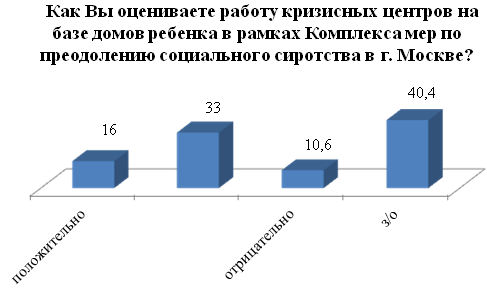 Как Вы оцениваете работу кризисных центров на
базе домов ребенка в рамках Комплекса мер по
преодолению социального сиротства в г. Москве?
16
33
10,6
40,4
положительно
отрицательно
з/о